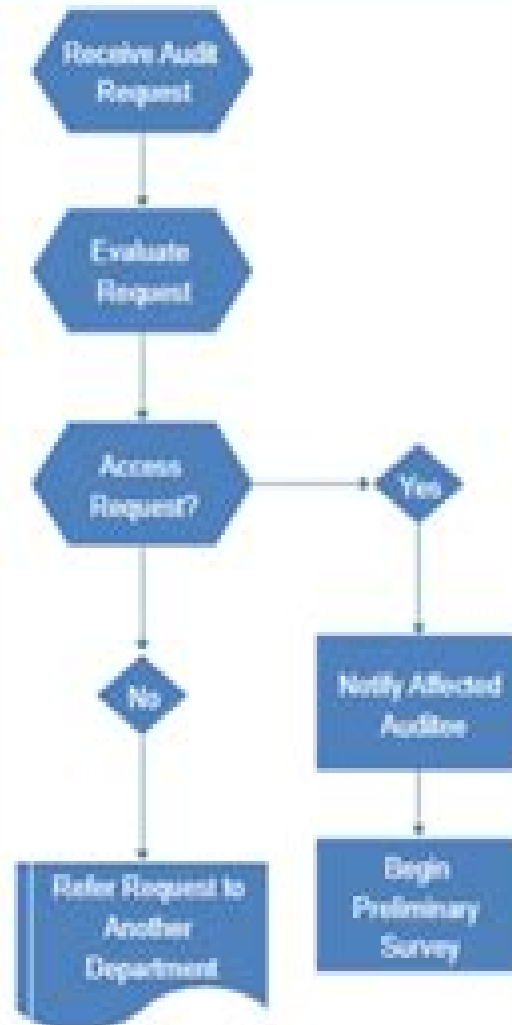 Receive Audit
Request
Evaluate
Request
Access
Request?
Yes
No
Notify Affected
Auditee
Refer Request to
Another
Department
Begin
Preliminary
Survey